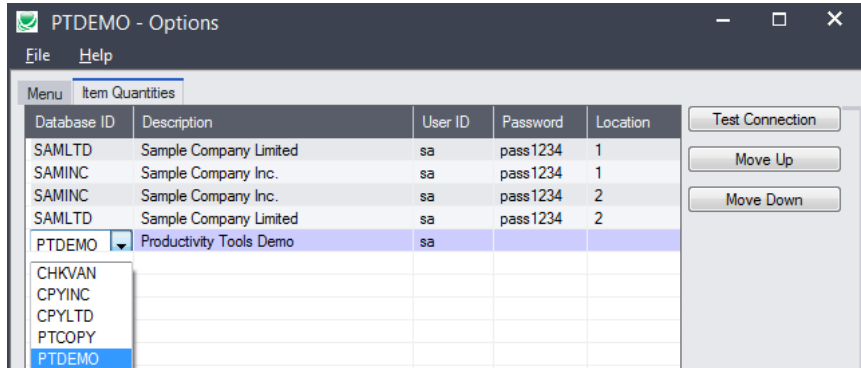 PTDEMO - Options
File Help
Menu Item Quantities
Database ID Description User ID Password Location Test Connection
SAMLTD Sample Company Limited sa pass1234 1
SAMINC Sample Company Inc. sa pass1234 1 Move Up
SAMINC Sample Company Inc. sa pass1234 2 Move Down
SAMLTD Sample Company Limited sa pass1234 2
PTDEMO Productivity Tools Demo sa
CHKVAN
CPYINC
CPYLTD
PTCOPY
PTDEMO